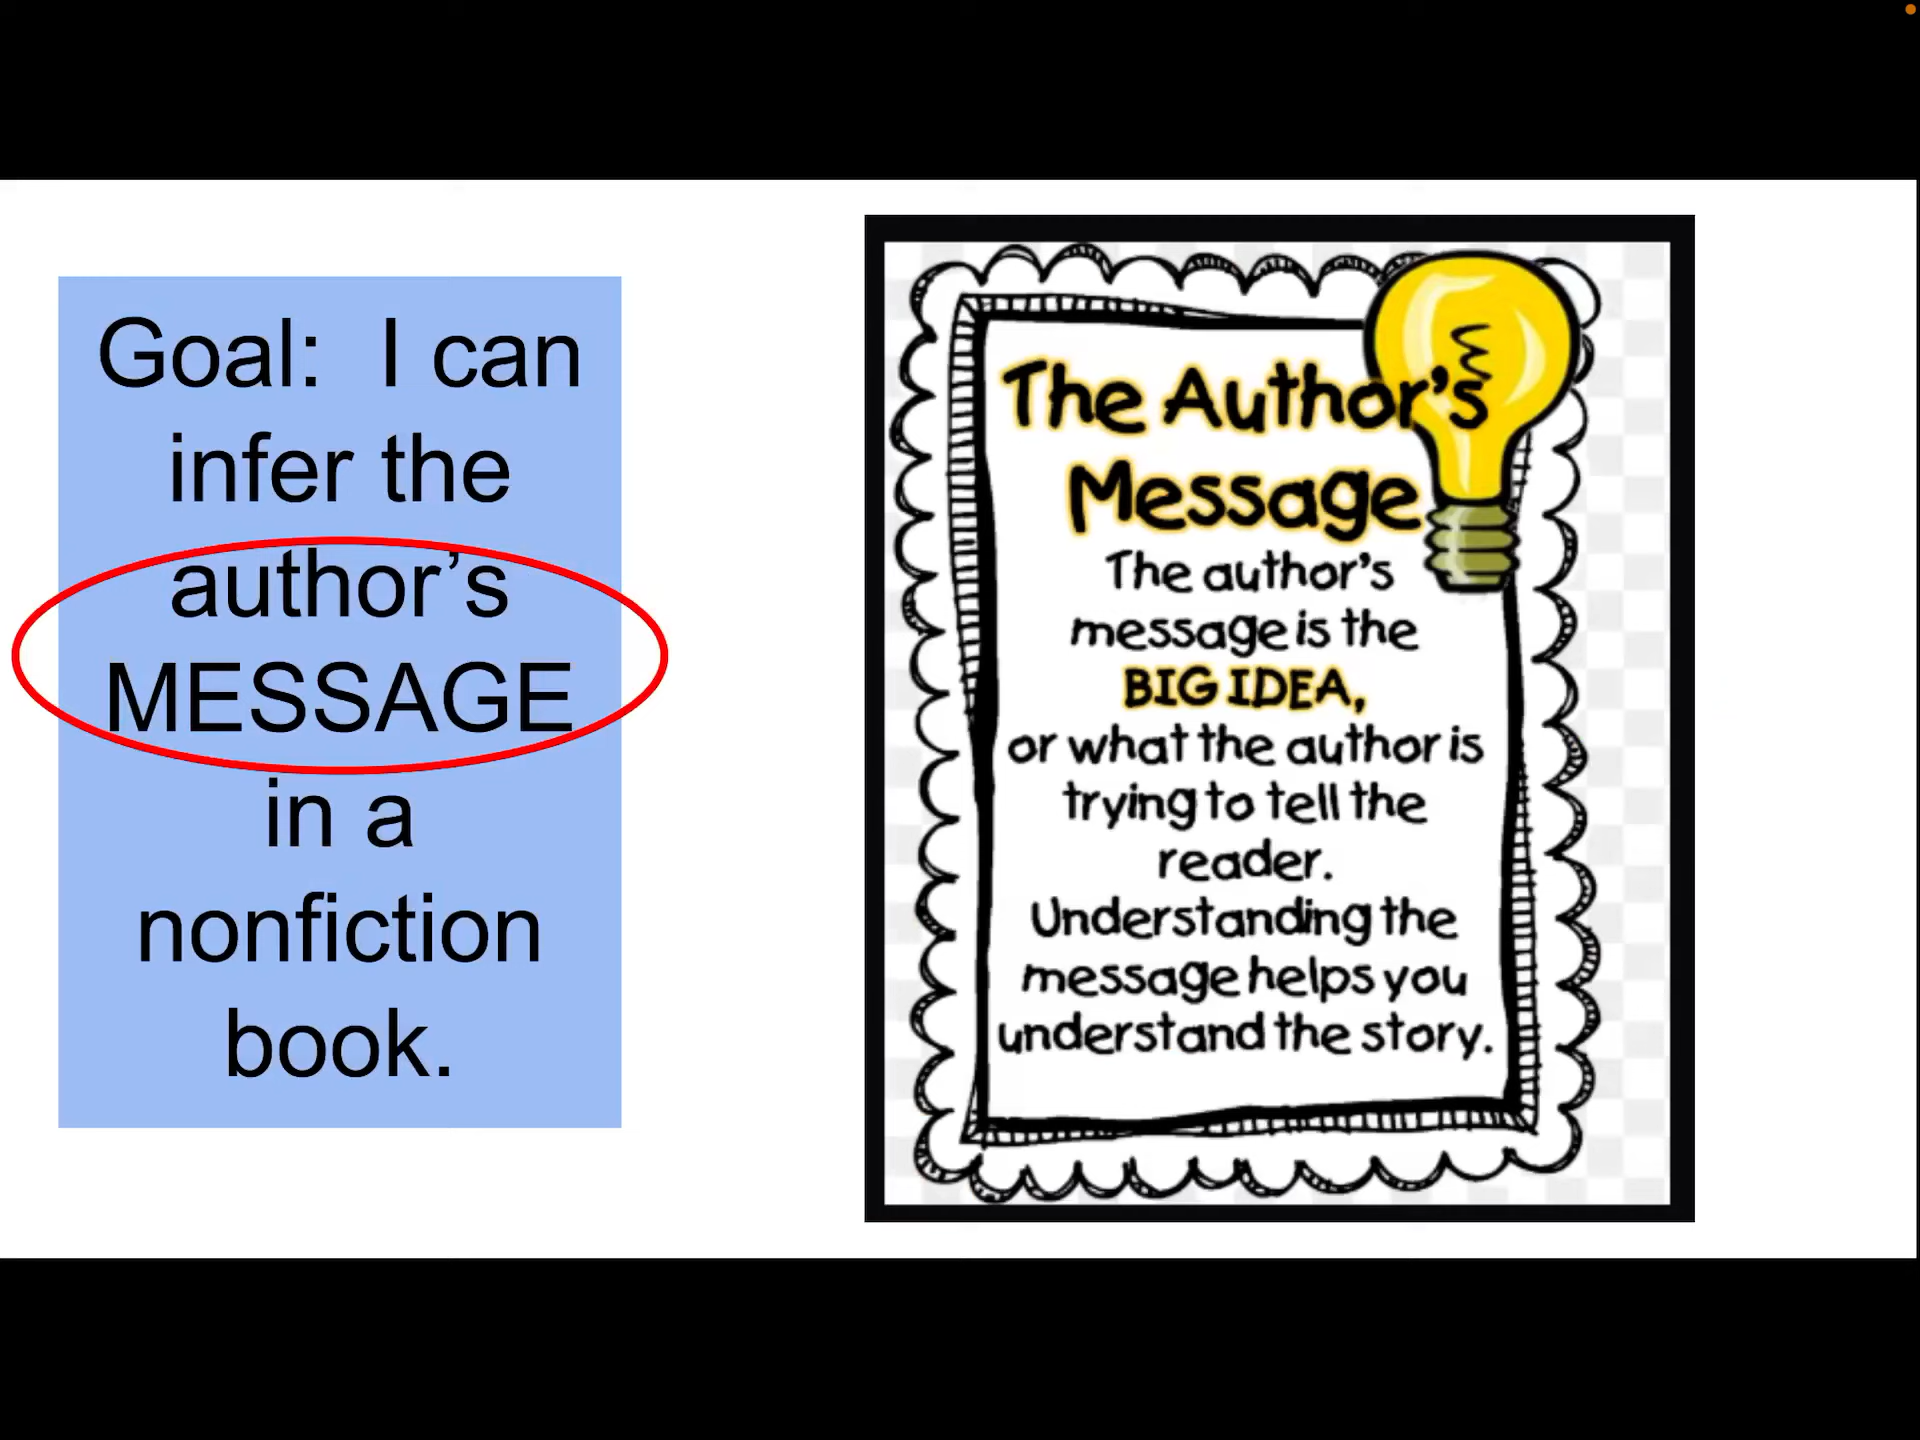 Goal:  I can
infer the
author’s
MESSAGE
in a
nonfiction
book.
The Author’s
Message
The author’s
message is the
BIG IDEA,
or what the author is
trying to tell the
reader.
Understanding the
message helps you
understand the story.